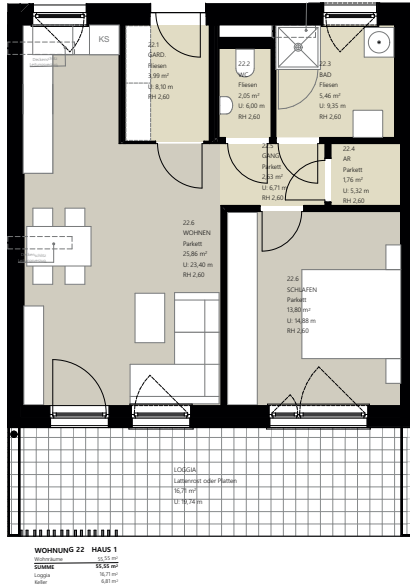 KS
22.1
GARD.
Fliesen
3,99 m²
U: 8,10 m
RH 2,60
22.2
WC
Fliesen
2,05 m²
U: 6,00 m
RH 2,60
22.3
BAD
Fliesen
5,46 m²
U: 9,35 m
RH 2,60
GANG
Parkett
2,63 m²
U: 6,71 m
RH 2,60
22.4
AR
Parkett
1,76 m²
U: 5,32 m
RH 2,60
22.6
WOHNEN
Parkett
25,86 m²
U: 23,40 m
RH 2,60
22.6
SCHLAFEN
Parkett
13,80 m²
U: 14,88 m
RH 2,60
LOGGIA
Lattenrost oder Platten
16,71 m²
U: 19,74 m
WOHNUNG 22 HAUS 1
Wohnräume 55,55 m²
SUMME 55,55 m²
Loggia 16,71 m²
Keller 6,81 m²